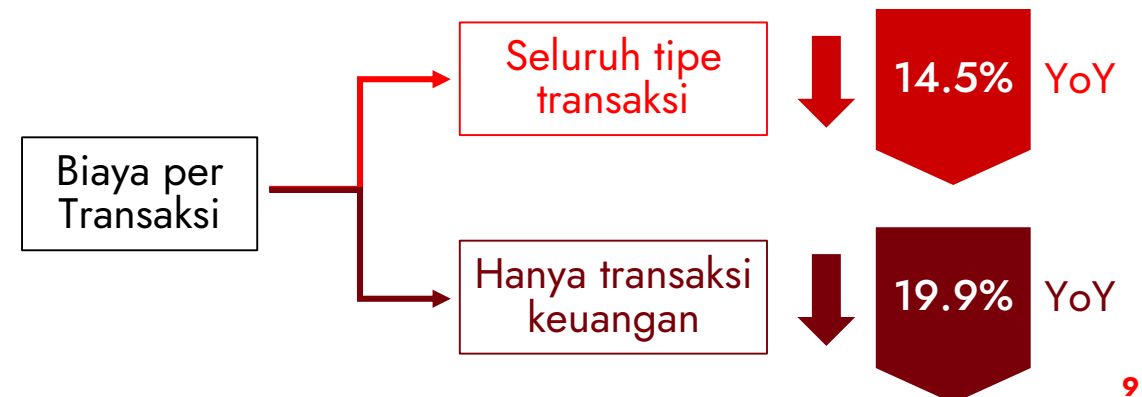 Biaya per
Transaksi
Seluruh tipe
transaksi
14.5% YoY
Hanya transaksi
keuangan
19.9% YoY
9